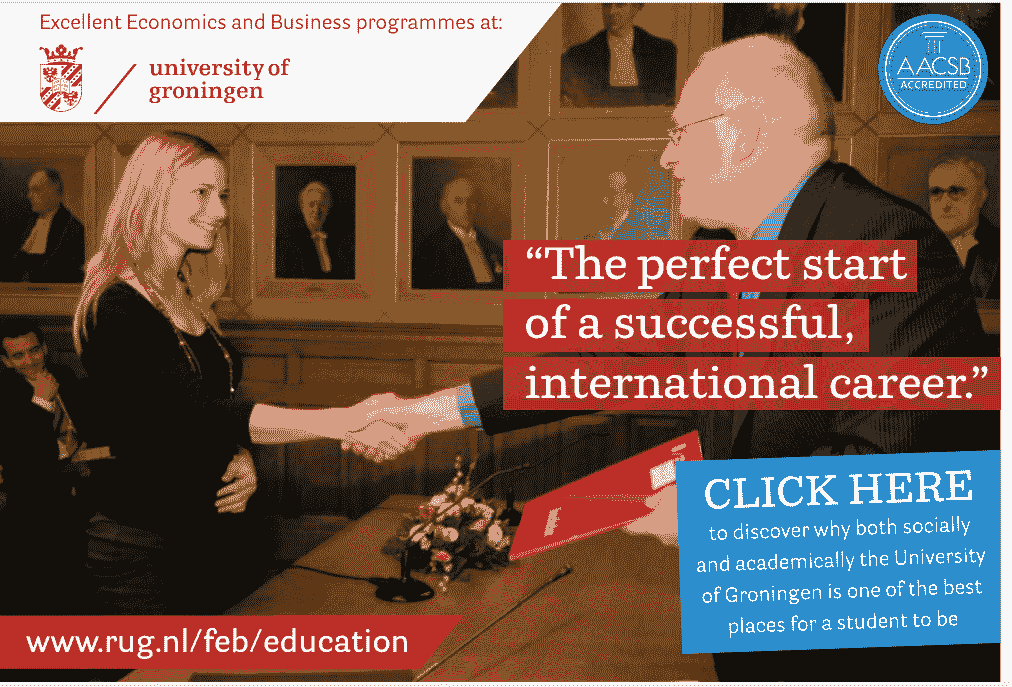 Excellent Economics and Business programmes at:
university of
groningen
AACSB
ACCREDITED
“The perfect start
of a successful,
international career.”
CLICK HERE
to discover why both socially
and academically the University
of Groningen is one of the best
places for a student to be
www.rug.nl/feb/education